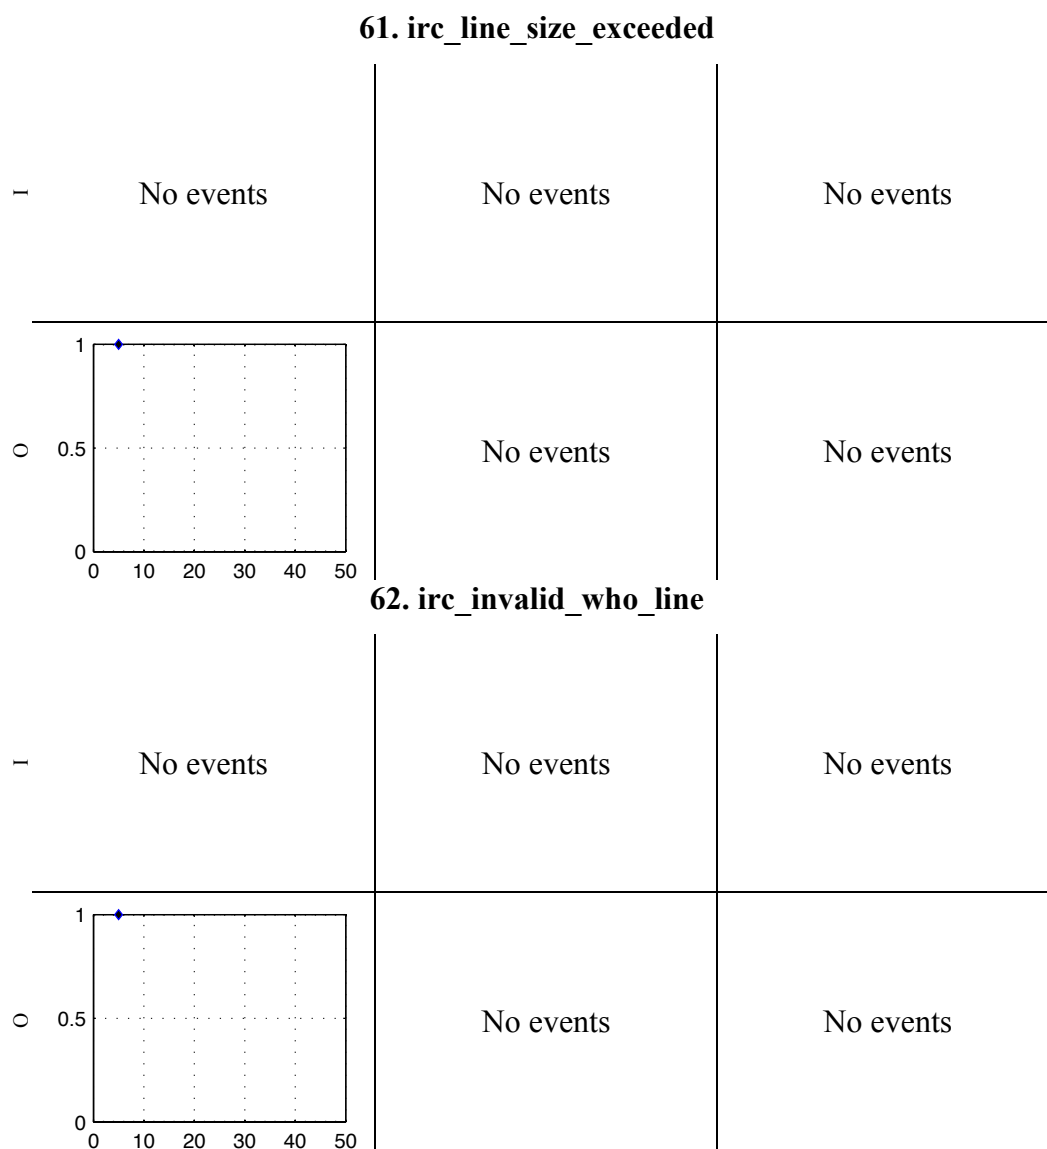 61. irc_line_size_exceeded
I
No events No events No events
O
1
0.5
0
0 10 20 30 40 50
No events No events
62. irc_invalid_who_line
I
No events No events No events
O
1
0.5
0
0 10 20 30 40 50
No events No events